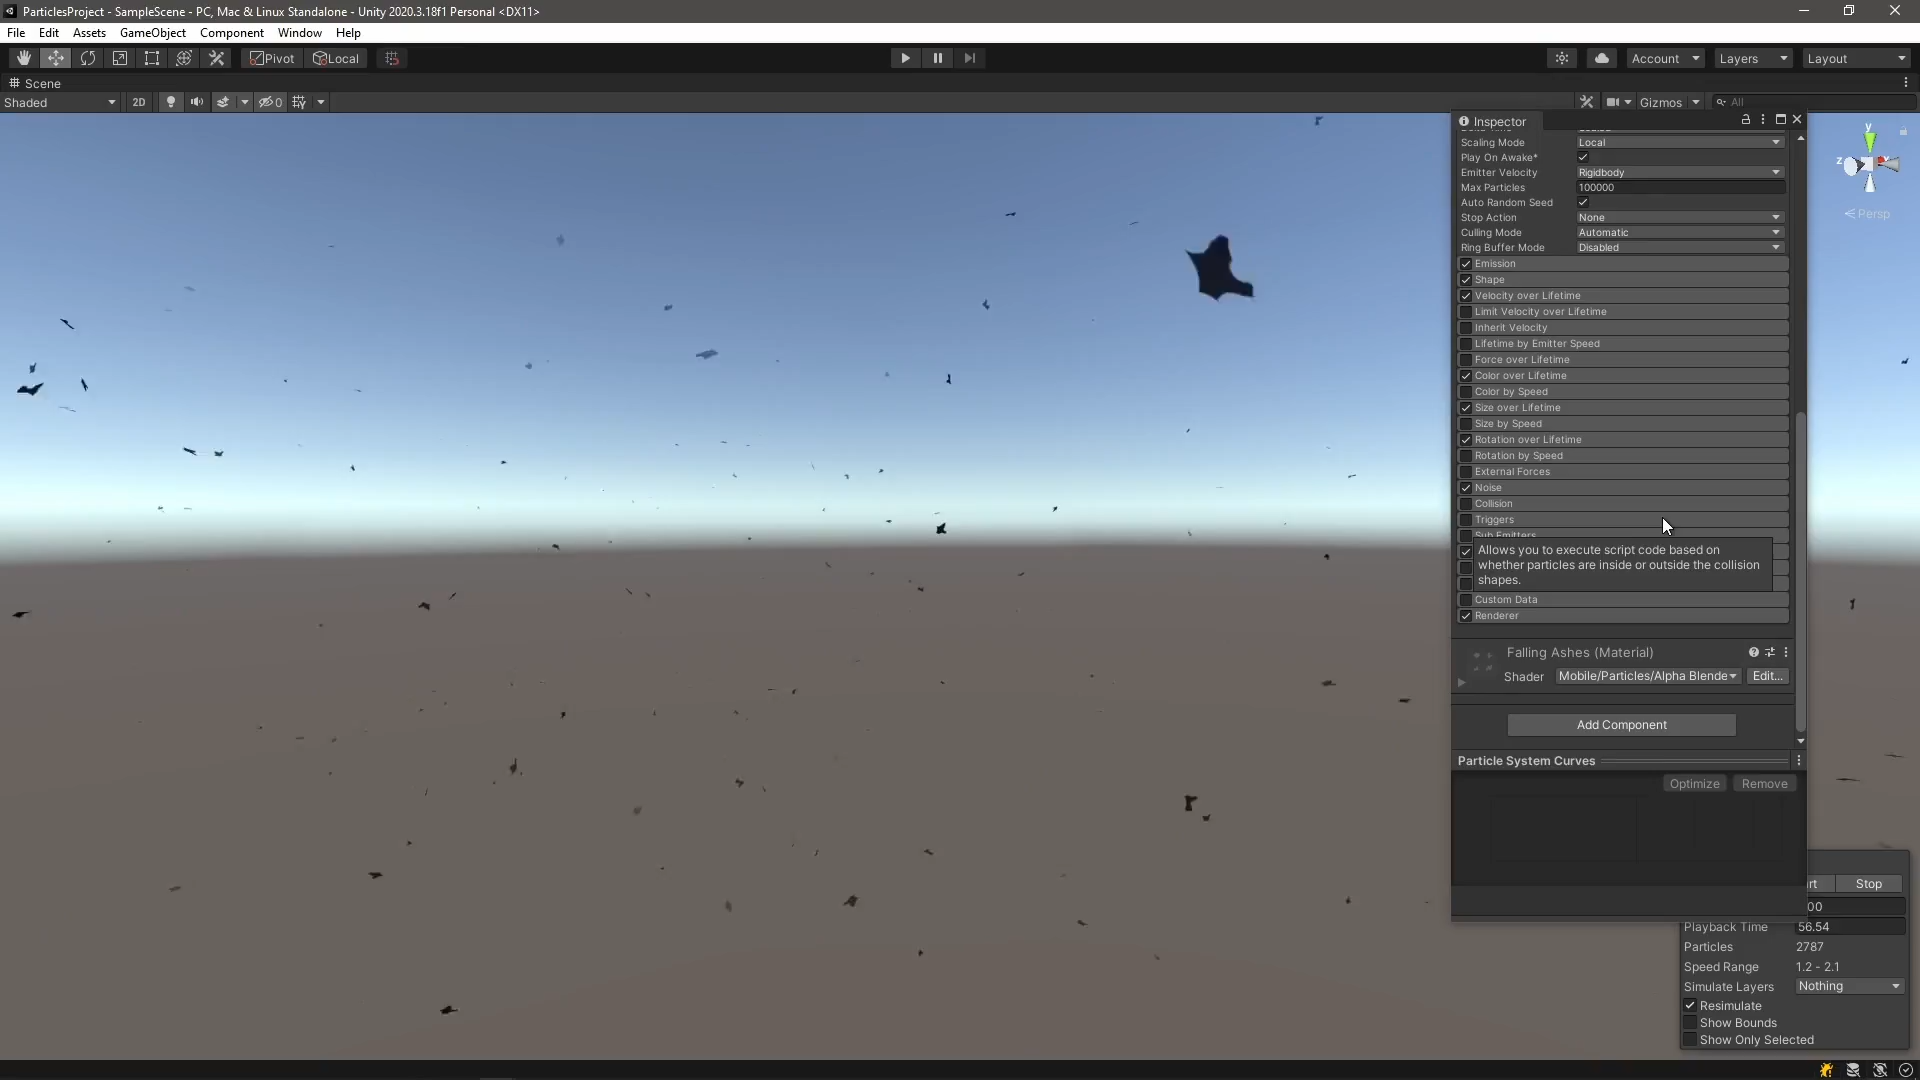 ParticlesProject - SampleScene - PC, Mac & Linux Standalone - Unity 2020.3.18f1 Personal <DX11>
File Edit Assets GameObject Component Window Help
Pivot Local Account Layers Layout
Scene
Shaded 2D 0 Gizmos All
Inspector
Scaling Mode Local
Play On Awake*
Emitter Velocity Rigidbody
Max Particles 100000
Auto Random Seed
Stop Action None
Culling Mode Automatic
Ring Buffer Mode Disabled
Emission
Shape
Velocity over Lifetime
Limit Velocity over Lifetime
Inherit Velocity
Lifetime by Emitter Speed
Force over Lifetime
Color over Lifetime
Color by Speed
Size over Lifetime
Size by Speed
Rotation over Lifetime
Rotation by Speed
External Forces
Noise
Collision
Triggers
Sub Emitters
Allows you to execute script code based on
whether particles are inside or outside the collision
shapes.
Custom Data
Renderer
Falling Ashes (Material)
Shader Mobile/Particles/Alpha Blende Edit...
Add Component
Particle System Curves
Optimize Remove
rt Stop
00
Playback Time 56.54
Particles 2787
Speed Range 1.2 - 2.1
Simulate Layers Nothing
Resimulate
Show Bounds
Show Only Selected
y
z
Persp